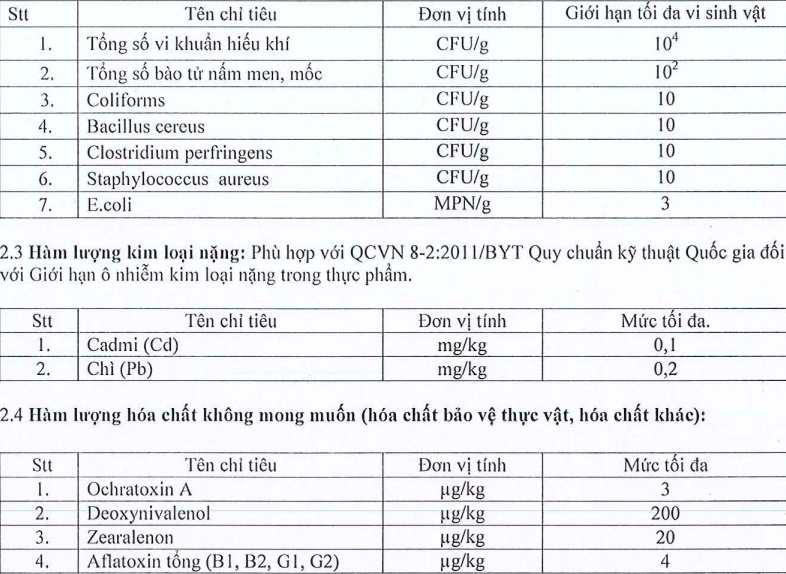 Stt Tên chỉ tiêu Đơn vị tính Giới hạn tối đa vi sinh vật
1. Tổng số vi khuẩn hiếu khí CFU/g 10⁴
2. Tổng số bào tử nấm men, mốc CFU/g 10²
3. Coliforms CFU/g 10
4. Bacillus cereus CFU/g 10
5. Clostridium perfringens CFU/g 10
6. Staphylococcus aureus CFU/g 10
7. E.coli MPN/g 3
2.3 Hàm lượng kim loại nặng: Phù hợp với QCVN 8-2:2011/BYT Quy chuẩn kỹ thuật Quốc gia đối
với Giới hạn ô nhiễm kim loại nặng trong thực phẩm.
Stt Tên chỉ tiêu Đơn vị tính Mức tối đa.
1. Cadmi (Cd) mg/kg 0,1
2. Chì (Pb) mg/kg 0,2
2.4 Hàm lượng hóa chất không mong muốn (hóa chất bảo vệ thực vật, hóa chất khác):
Stt Tên chỉ tiêu Đơn vị tính Mức tối đa
1. Ochratoxin A µg/kg 3
2. Deoxynivalenol µg/kg 200
3. Zearalenon µg/kg 20
4. Aflatoxin tổng (B1, B2, G1, G2) µg/kg 4